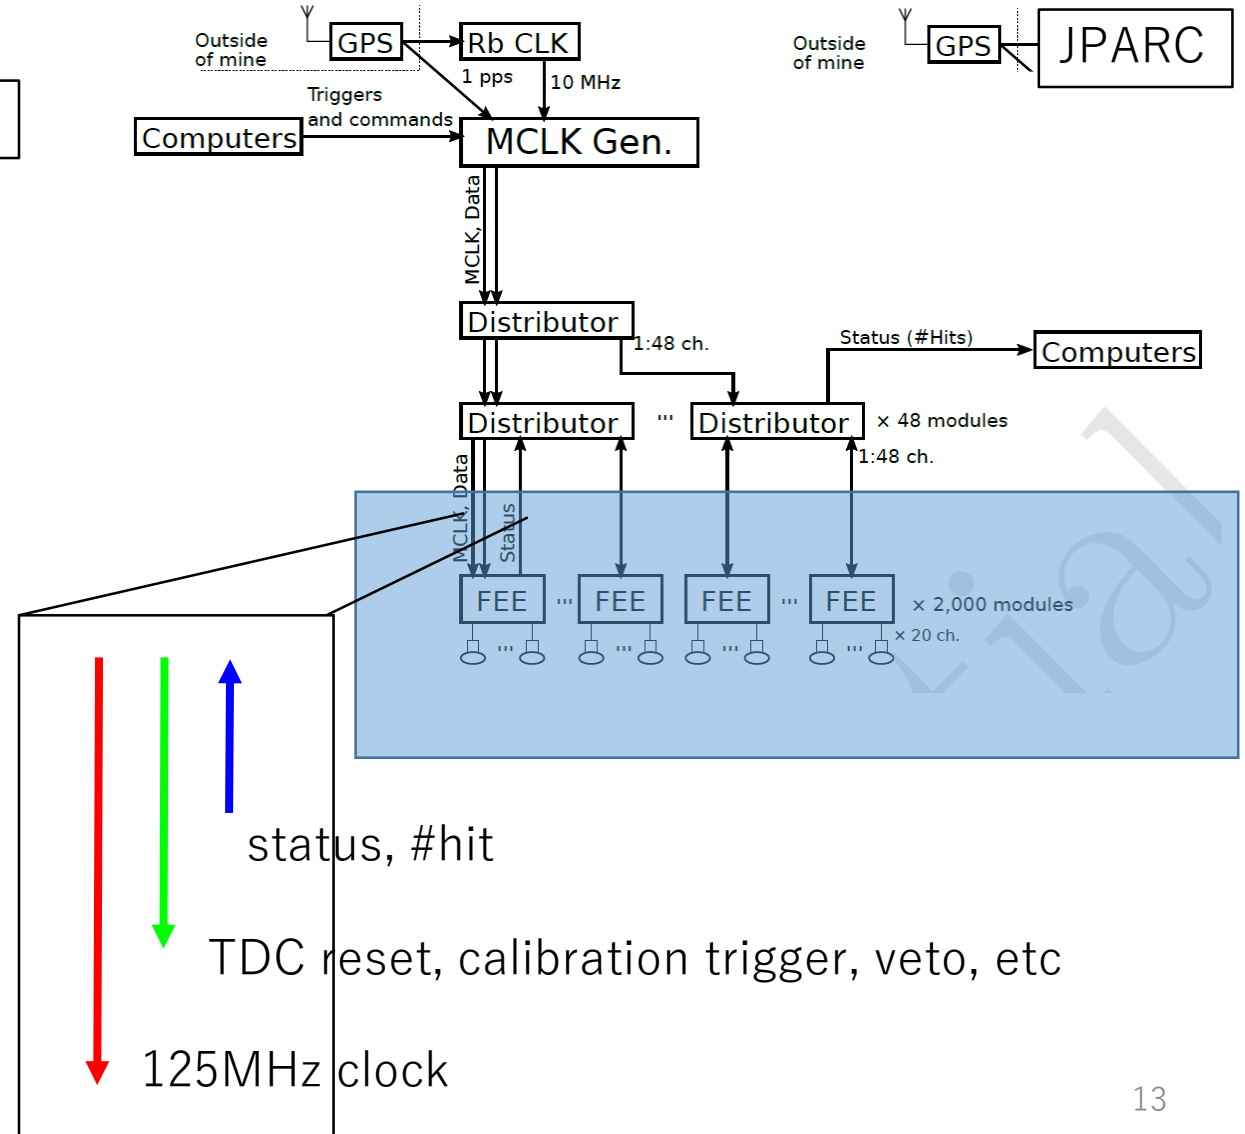 Outside
of mine
GPS
Rb CLK
1 pps
10 MHz
Outside
of mine
GPS
JPARC
Triggers
and commands
Computers
MCLK Gen.
MCLK, Data
Distributor
1:48 ch.
Status (#Hits)
Computers
Distributor
'''
Distributor
× 48 modules
1:48 ch.
MCLK, Data
Status
FEE
'''
FEE
FEE
'''
FEE
× 2,000 modules
× 20 ch.
'''
'''
'''
'''
status, #hit
TDC reset, calibration trigger, veto, etc
125MHz clock
13